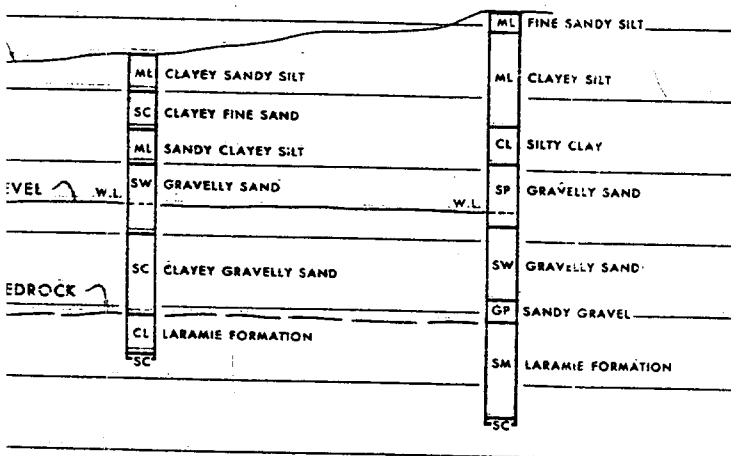 ML FINE SANDY SILT
ML CLAYEY SANDY SILT
ML CLAYEY SILT
SC CLAYEY FINE SAND
ML SANDY CLAYEY SILT
CL SILTY CLAY
EVEL W.L. SW GRAVELLY SAND
W.L. SP GRAVELLY SAND
SC CLAYEY GRAVELLY SAND
SW GRAVELLY SAND
EDROCK
GP SANDY GRAVEL
CL LARAMIE FORMATION
SC
SM LARAMIE FORMATION
SC